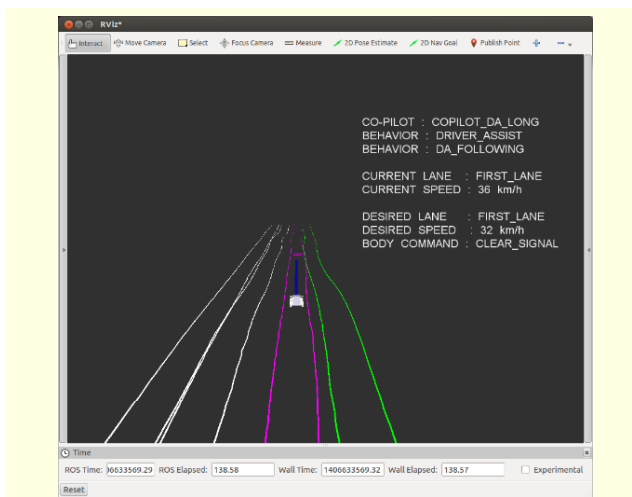 RViz*
Interact Move Camera Select Focus Camera Measure 2D Pose Estimate 2D Nav Goal Publish Point
CO-PILOT : COPILOT_DA_LONG
BEHAVIOR : DRIVER_ASSIST
BEHAVIOR : DA_FOLLOWING
CURRENT LANE : FIRST_LANE
CURRENT SPEED : 36 km/h
DESIRED LANE : FIRST_LANE
DESIRED SPEED : 32 km/h
BODY COMMAND : CLEAR_SIGNAL
Time
ROS Time: 06633569.29 ROS Elapsed: 138.58 Wall Time: 1406633569.32 Wall Elapsed: 138.57 Experimental
Reset